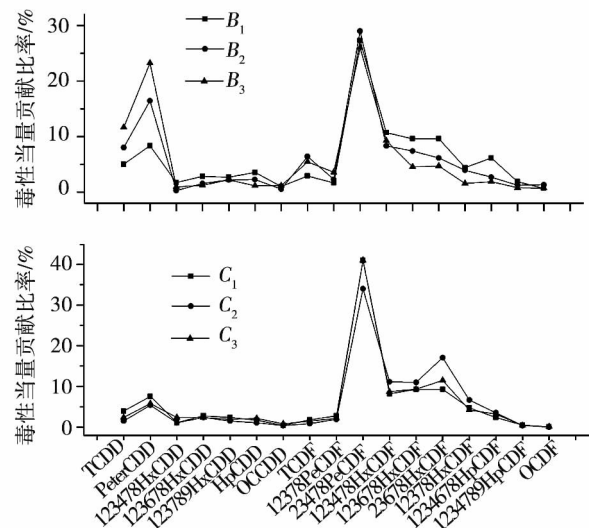 毒性当量贡献比率/%
30
20
10
0
B₁
B₂
B₃
毒性当量贡献比率/%
40
30
20
10
0
C₁
C₂
C₃
TCDD
PeterCDD
123478HxCDD
123678HxCDD
123789HxCDD
HpCDD
OCCDD
TCDF
12378PeCDF
23478PeCDF
123478HxCDF
123678HxCDF
23678HxCDF
12378HxCDF
1234678HpCDF
1234789HpCDF
OCDF